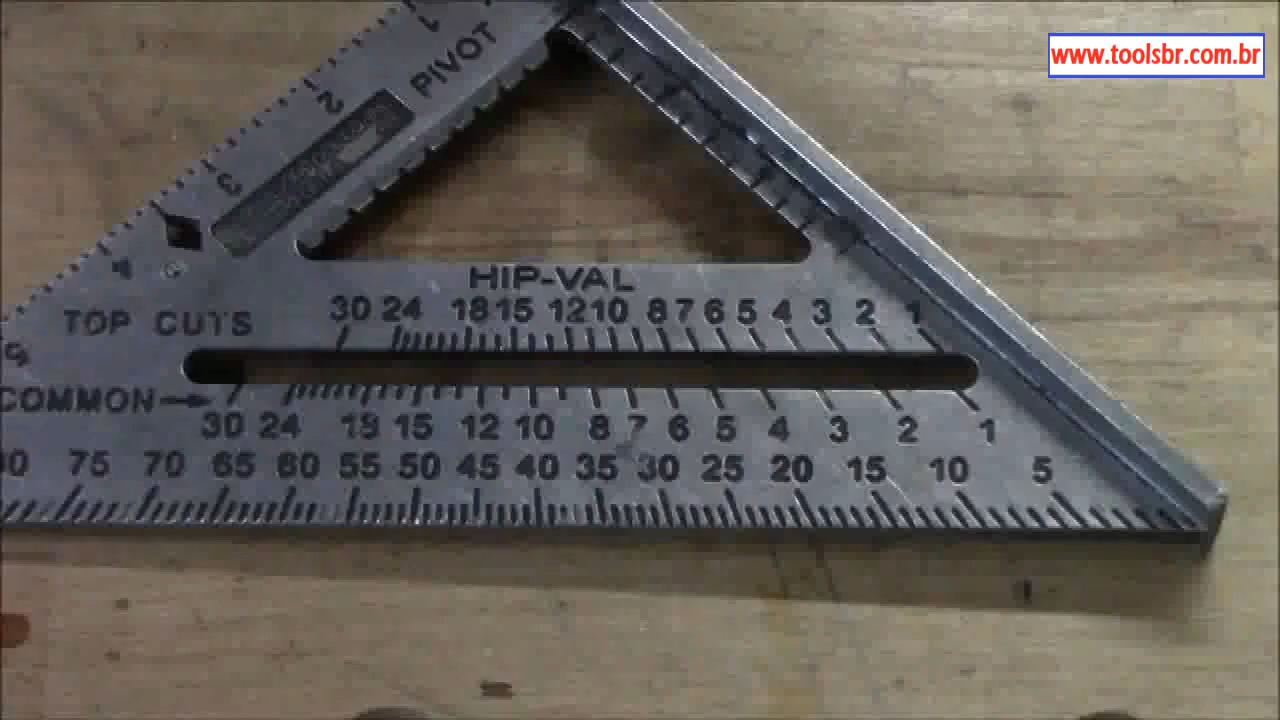 www.toolsbr.com.br
1
PIVOT
2
3
4
5
HIP-VAL
30 24 18 15 12 10 8 7 6 5 4 3 2 1
TOP CUTS
COMMON
30 24 18 15 12 10 8 7 6 5 4 3 2 1
75 70 65 60 55 50 45 40 35 30 25 20 15 10 5